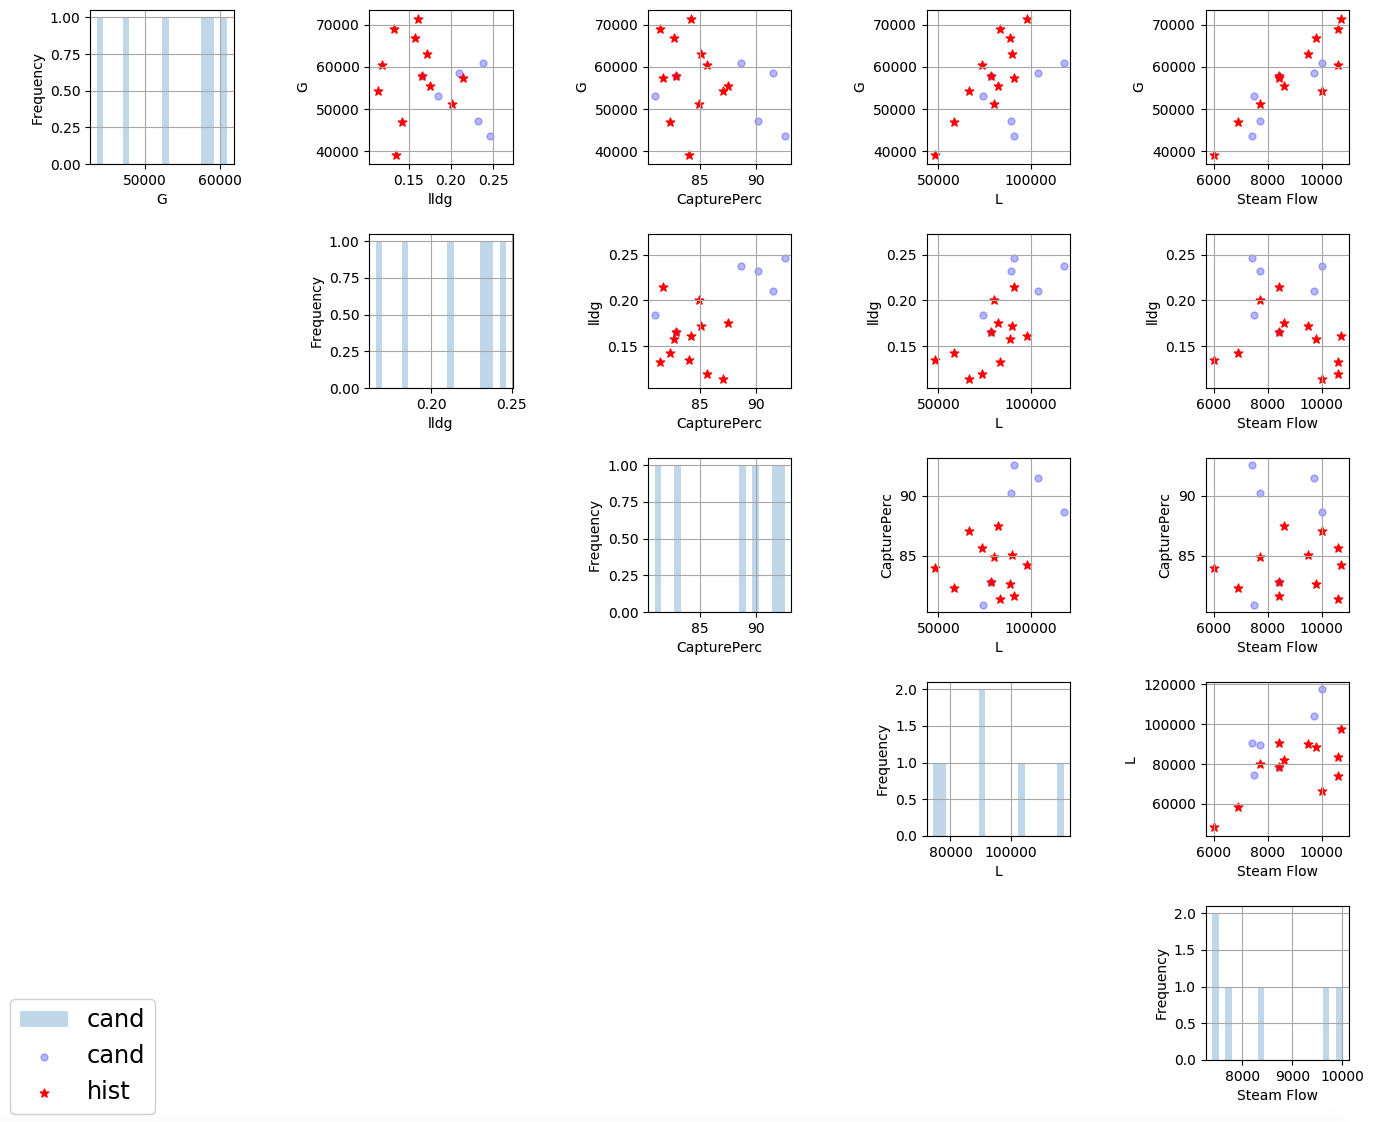 1.00
0.75
0.50
0.25
0.00
Frequency
50000 60000
G
70000
60000
50000
40000
G
0.15 0.20 0.25
lldg
70000
60000
50000
40000
G
85 90
CapturePerc
70000
60000
50000
40000
G
50000 100000
L
70000
60000
50000
40000
G
6000 8000 10000
Steam Flow
1.00
0.75
0.50
0.25
0.00
Frequency
0.20 0.25
lldg
0.25
0.20
0.15
lldg
85 90
CapturePerc
0.25
0.20
0.15
lldg
50000 100000
L
0.25
0.20
0.15
lldg
6000 8000 10000
Steam Flow
1.00
0.75
0.50
0.25
0.00
Frequency
85 90
CapturePerc
90
85
CapturePerc
50000 100000
L
90
85
CapturePerc
6000 8000 10000
Steam Flow
2.0
1.5
1.0
0.5
0.0
Frequency
80000 100000
L
120000
100000
80000
60000
L
6000 8000 10000
Steam Flow
2.0
1.5
1.0
0.5
0.0
Frequency
8000 9000 10000
Steam Flow
cand
cand
hist